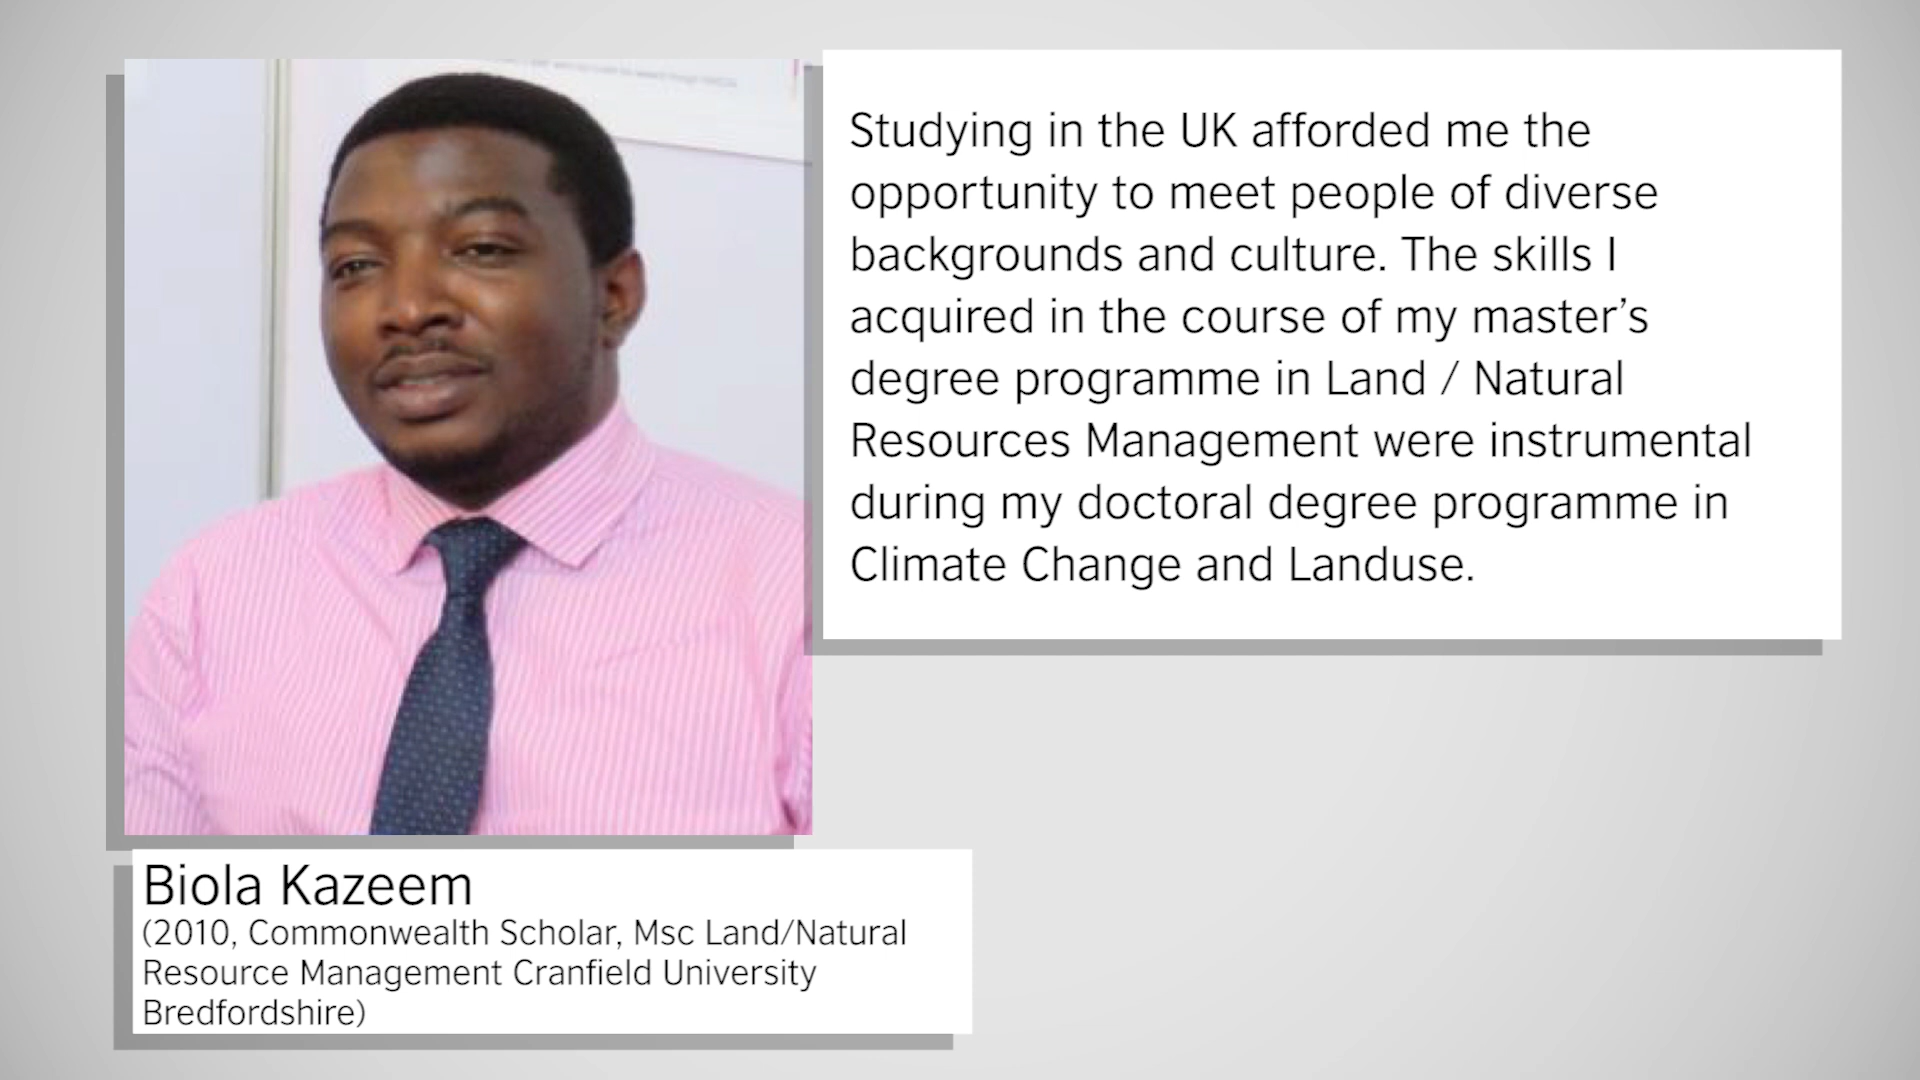 Studying in the UK afforded me the
opportunity to meet people of diverse
backgrounds and culture. The skills I
acquired in the course of my master’s
degree programme in Land / Natural
Resources Management were instrumental
during my doctoral degree programme in
Climate Change and Landuse.
Biola Kazeem
(2010, Commonwealth Scholar, Msc Land/Natural
Resource Management Cranfield University
Bredfordshire)